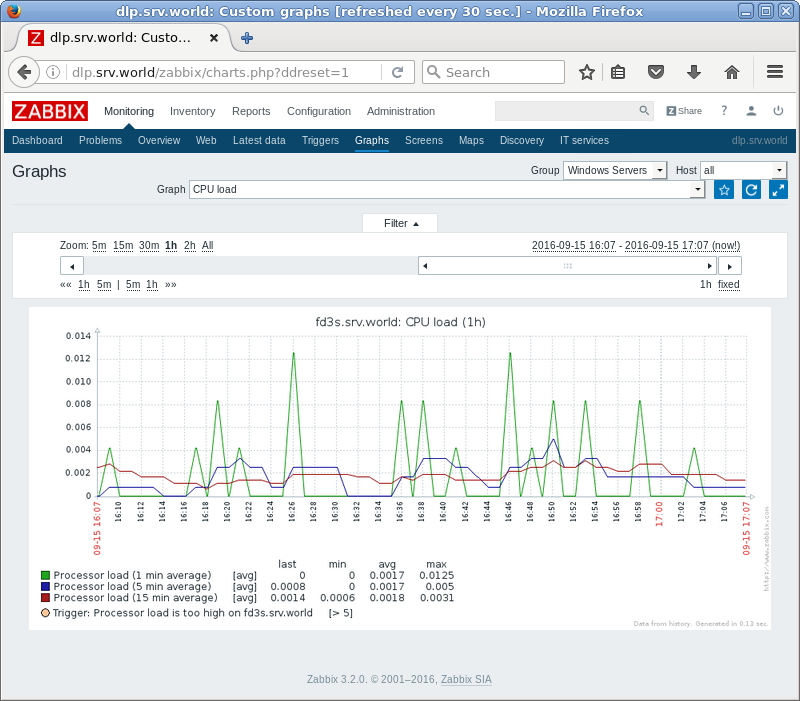 dlp.srv.world: Custom graphs [refreshed every 30 sec.] - Mozilla Firefox
dlp.srv.world: Custo...
dlp.srv.world/zabbix/charts.php?ddreset=1
Search
ZABBIX Monitoring Inventory Reports Configuration Administration Z Share ?
Dashboard Problems Overview Web Latest data Triggers Graphs Screens Maps Discovery IT services dlp.srv.world
Graphs Group Windows Servers Host all
Graph CPU load
Filter
Zoom: 5m 15m 30m 1h 2h All 2016-09-15 16:07 - 2016-09-15 17:07 (now!)
«« 1h 5m | 5m 1h »» 1h fixed
fd3s.srv.world: CPU load (1h)
0.014
0.012
0.010
0.008
0.006
0.004
0.002
0
09-15 16:07 16:10 16:12 16:14 16:16 16:18 16:20 16:22 16:24 16:26 16:28 16:30 16:32 16:34 16:36 16:38 16:40 16:42 16:44 16:46 16:48 16:50 16:52 16:54 16:56 16:58 17:00 17:02 17:04 17:06 09-15 17:07
http://www.zabbix.com
last min avg max
Processor load (1 min average) [avg] 0 0 0.0017 0.0125
Processor load (5 min average) [avg] 0.0008 0 0.0017 0.005
Processor load (15 min average) [avg] 0.0014 0.0006 0.0018 0.0031
Trigger: Processor load is too high on fd3s.srv.world [> 5]
Data from history. Generated in 0.13 sec.
Zabbix 3.2.0. © 2001–2016, Zabbix SIA